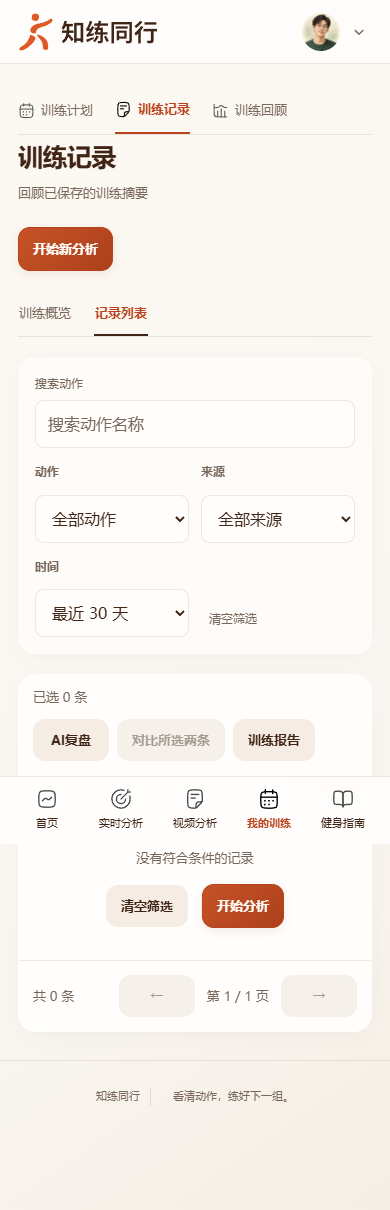 知练同行
训练计划 训练记录 训练回顾
训练记录
回顾已保存的训练摘要
开始新分析
训练概览 记录列表
搜索动作
搜索动作名称
动作 来源
全部动作 全部来源
时间
最近 30 天 清空筛选
已选 0 条
AI复盘 对比所选两条 训练报告
首页 实时分析 视频分析 我的训练 健身指南
没有符合条件的记录
清空筛选 开始分析
共 0 条 ← 第 1 / 1 页 →
知练同行 看清动作，练好下一组。